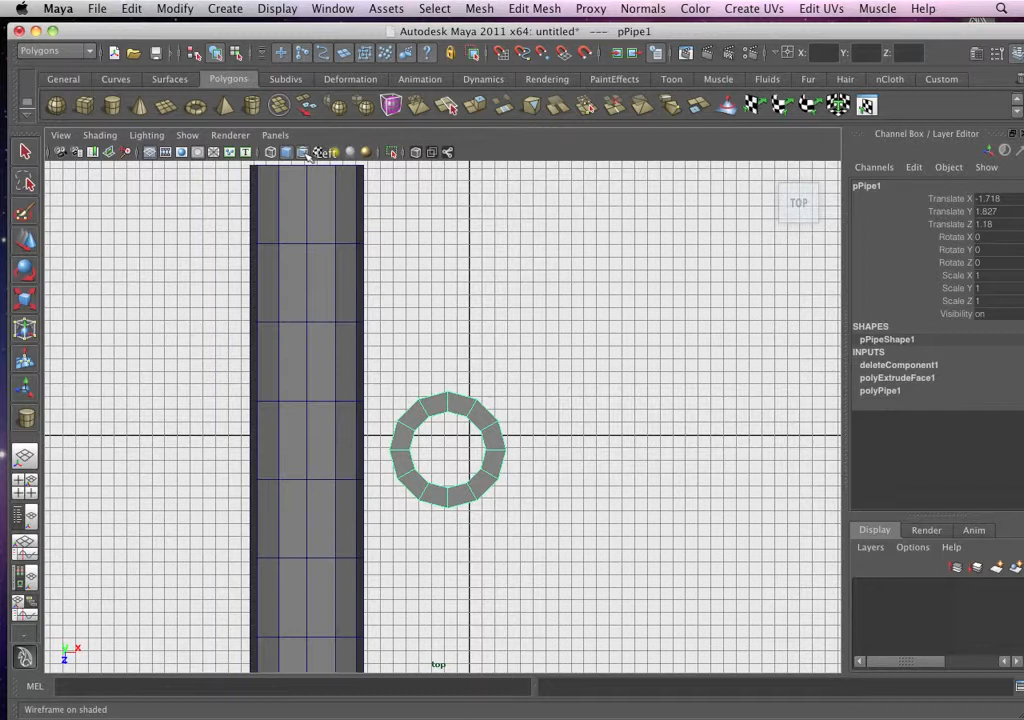 Maya File Edit Modify Create Display Window Assets Select Mesh Edit Mesh Proxy Normals Color Create UVs Edit UVs Muscle Help
Autodesk Maya 2011 x64: untitled* --- pPipe1
Polygons X: Y: Z:
General Curves Surfaces Polygons Subdivs Deformation Animation Dynamics Rendering PaintEffects Toon Muscle Fluids Fur Hair nCloth Custom
View Shading Lighting Show Renderer Panels
Channel Box / Layer Editor
Left
Channels Edit Object Show
pPipe1
TOP
Translate X -1.718
Translate Y 1.827
Translate Z 1.18
Rotate X 0
Rotate Y 0
Rotate Z 0
Scale X 1
Scale Y 1
Scale Z 1
Visibility on
SHAPES
pPipeShape1
INPUTS
deleteComponent1
polyExtrudeFace1
polyPipe1
Display Render Anim
Layers Options Help
y x
z
top
MEL
Wireframe on shaded